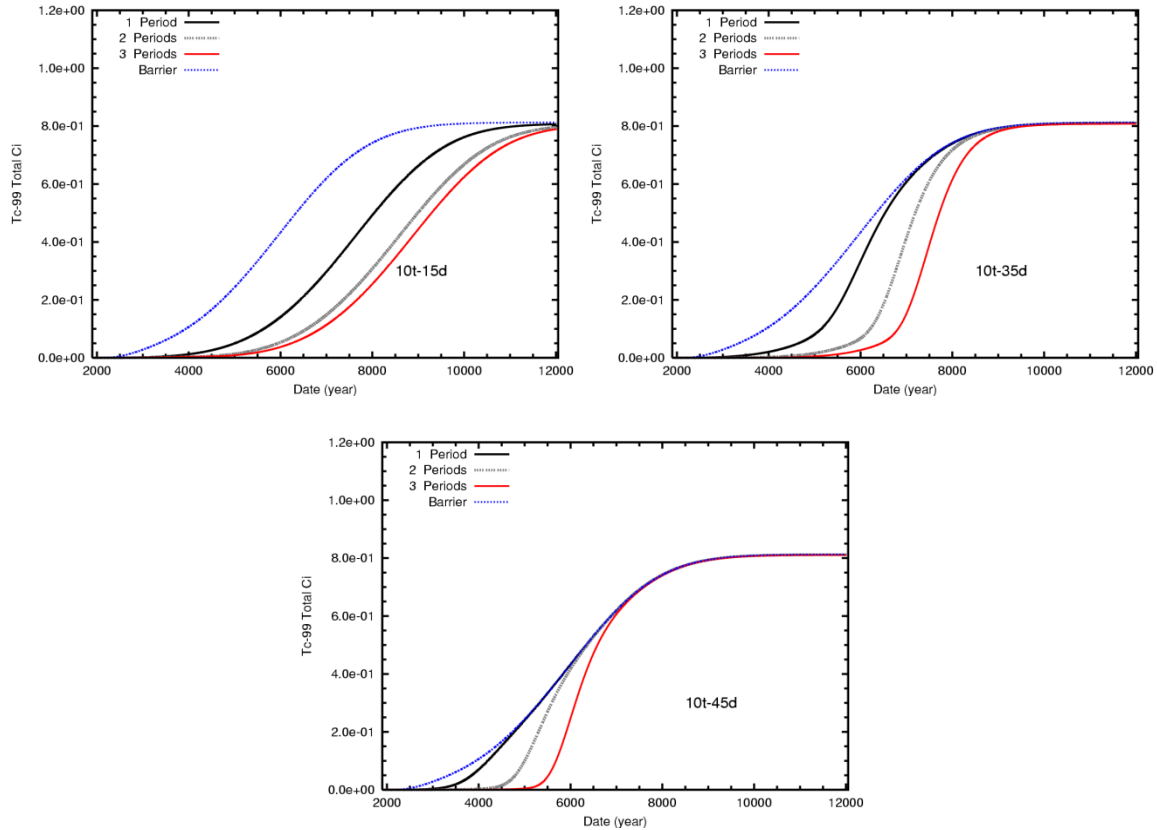 1.2e+00
1.0e+00
8.0e-01
6.0e-01
4.0e-01
2.0e-01
0.0e+00
Tc-99 Total Ci
1 Period
2 Periods
3 Periods
Barrier
10t-15d
2000 4000 6000 8000 10000 12000
Date (year)
1.2e+00
1.0e+00
8.0e-01
6.0e-01
4.0e-01
2.0e-01
0.0e+00
Tc-99 Total Ci
1 Period
2 Periods
3 Periods
Barrier
10t-35d
2000 4000 6000 8000 10000 12000
Date (year)
1.2e+00
1.0e+00
8.0e-01
6.0e-01
4.0e-01
2.0e-01
0.0e+00
Tc-99 Total Ci
1 Period
2 Periods
3 Periods
Barrier
10t-45d
2000 4000 6000 8000 10000 12000
Date (year)